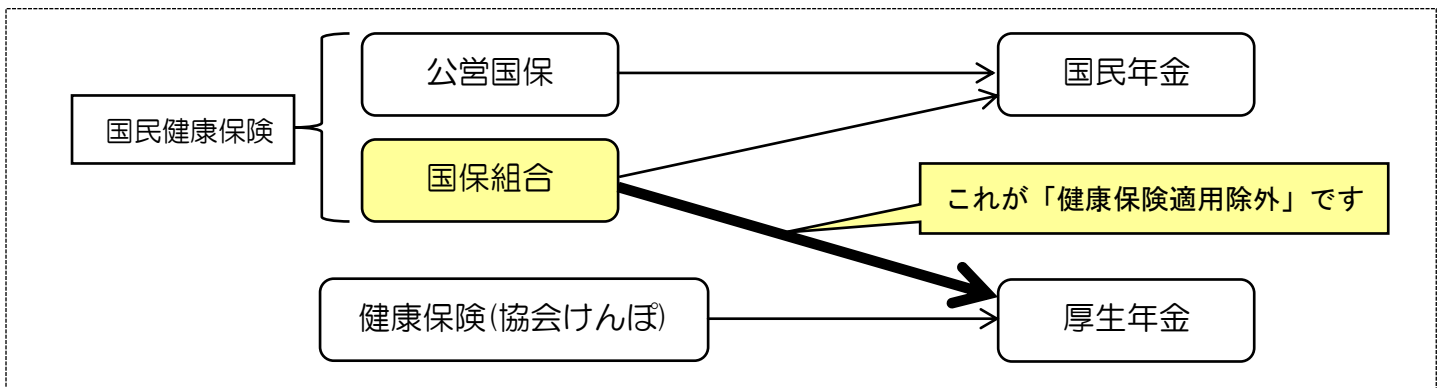 公営国保
国民年金
国民健康保険
国保組合
これが「健康保険適用除外」です
健康保険(協会けんぽ)
厚生年金